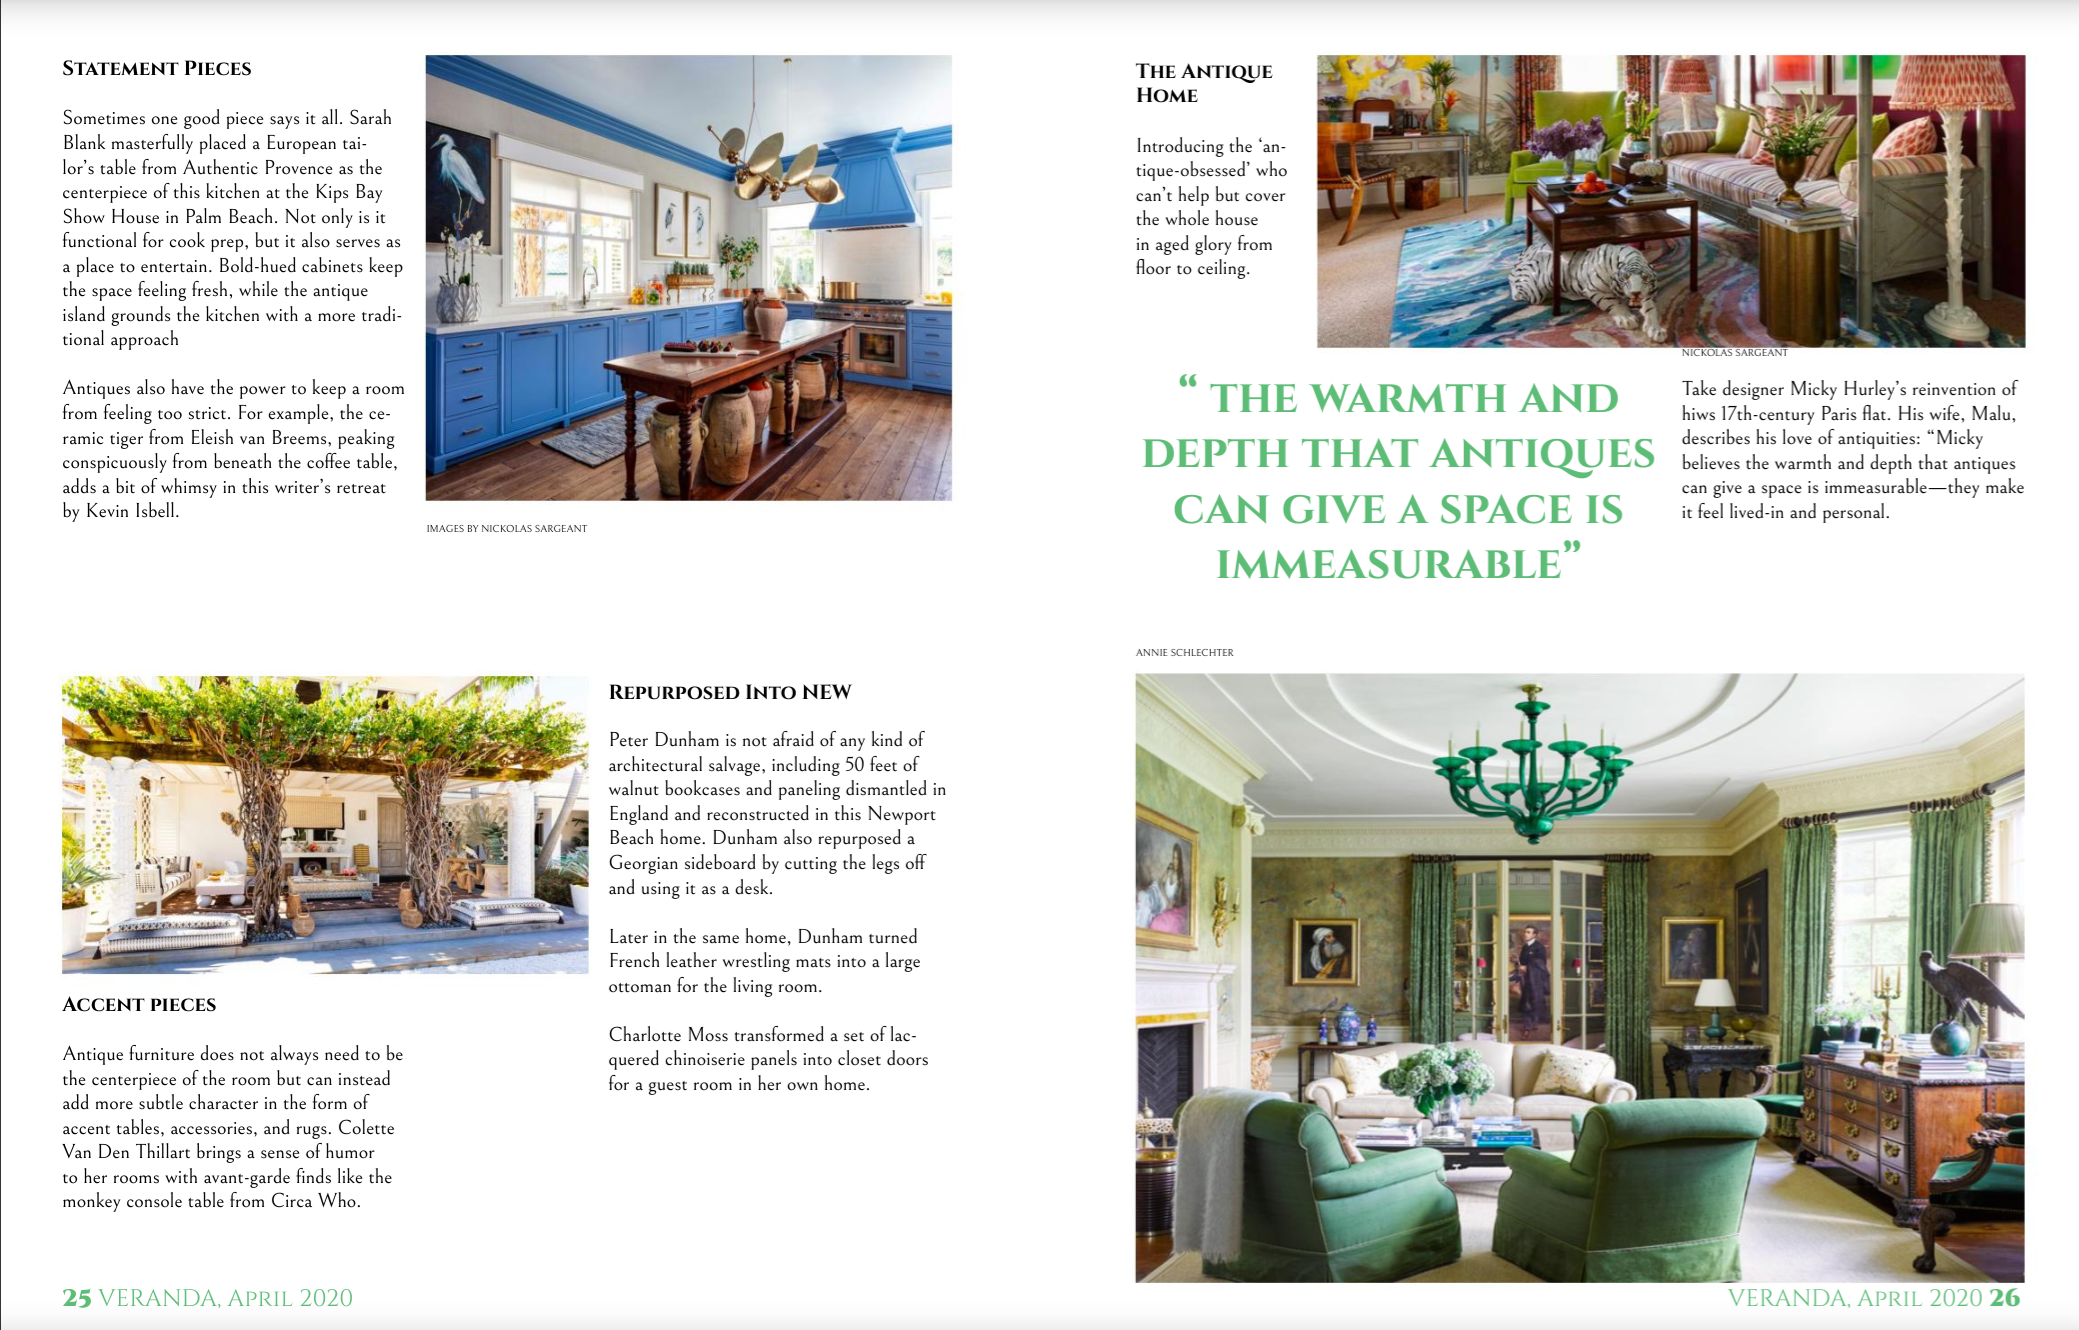 Statement Pieces
Sometimes one good piece says it all. Sarah
Blank masterfully placed a European tai-
lor's table from Authentic Provence as the
centerpiece of this kitchen at the Kips Bay
Show House in Palm Beach. Not only is it
functional for cook prep, but it also serves as
a place to entertain. Bold-hued cabinets keep
the space feeling fresh, while the antique
island grounds the kitchen with a more tradi-
tional approach
Antiques also have the power to keep a room
from feeling too strict. For example, the ce-
ramic tiger from Eleish van Breems, peaking
conspicuously from beneath the coffee table,
adds a bit of whimsy in this writer's retreat
by Kevin Isbell.
IMAGES BY NICKOLAS SARGEANT
Accent pieces
Antique furniture does not always need to be
the centerpiece of the room but can instead
add more subtle character in the form of
accent tables, accessories, and rugs. Colette
Van Den Thillart brings a sense of humor
to her rooms with avant-garde finds like the
monkey console table from Circa Who.
Repurposed Into NEW
Peter Dunham is not afraid of any kind of
architectural salvage, including 50 feet of
walnut bookcases and paneling dismantled in
England and reconstructed in this Newport
Beach home. Dunham also repurposed a
Georgian sideboard by cutting the legs off
and using it as a desk.
Later in the same home, Dunham turned
French leather wrestling mats into a large
ottoman for the living room.
Charlotte Moss transformed a set of lac-
quered chinoiserie panels into closet doors
for a guest room in her own home.
25 VERANDA, April 2020
The Antique
Home
Introducing the 'an-
tique-obsessed' who
can't help but cover
the whole house
in aged glory from
floor to ceiling.
NICKOLAS SARGEANT
“ THE WARMTH AND
DEPTH THAT ANTIQUES
CAN GIVE A SPACE IS
IMMEASURABLE”
Take designer Micky Hurley's reinvention of
hiws 17th-century Paris flat. His wife, Malu,
describes his love of antiquities: “Micky
believes the warmth and depth that antiques
can give a space is immeasurable—they make
it feel lived-in and personal.
ANNIE SCHLECHTER
VERANDA, April 2020 26